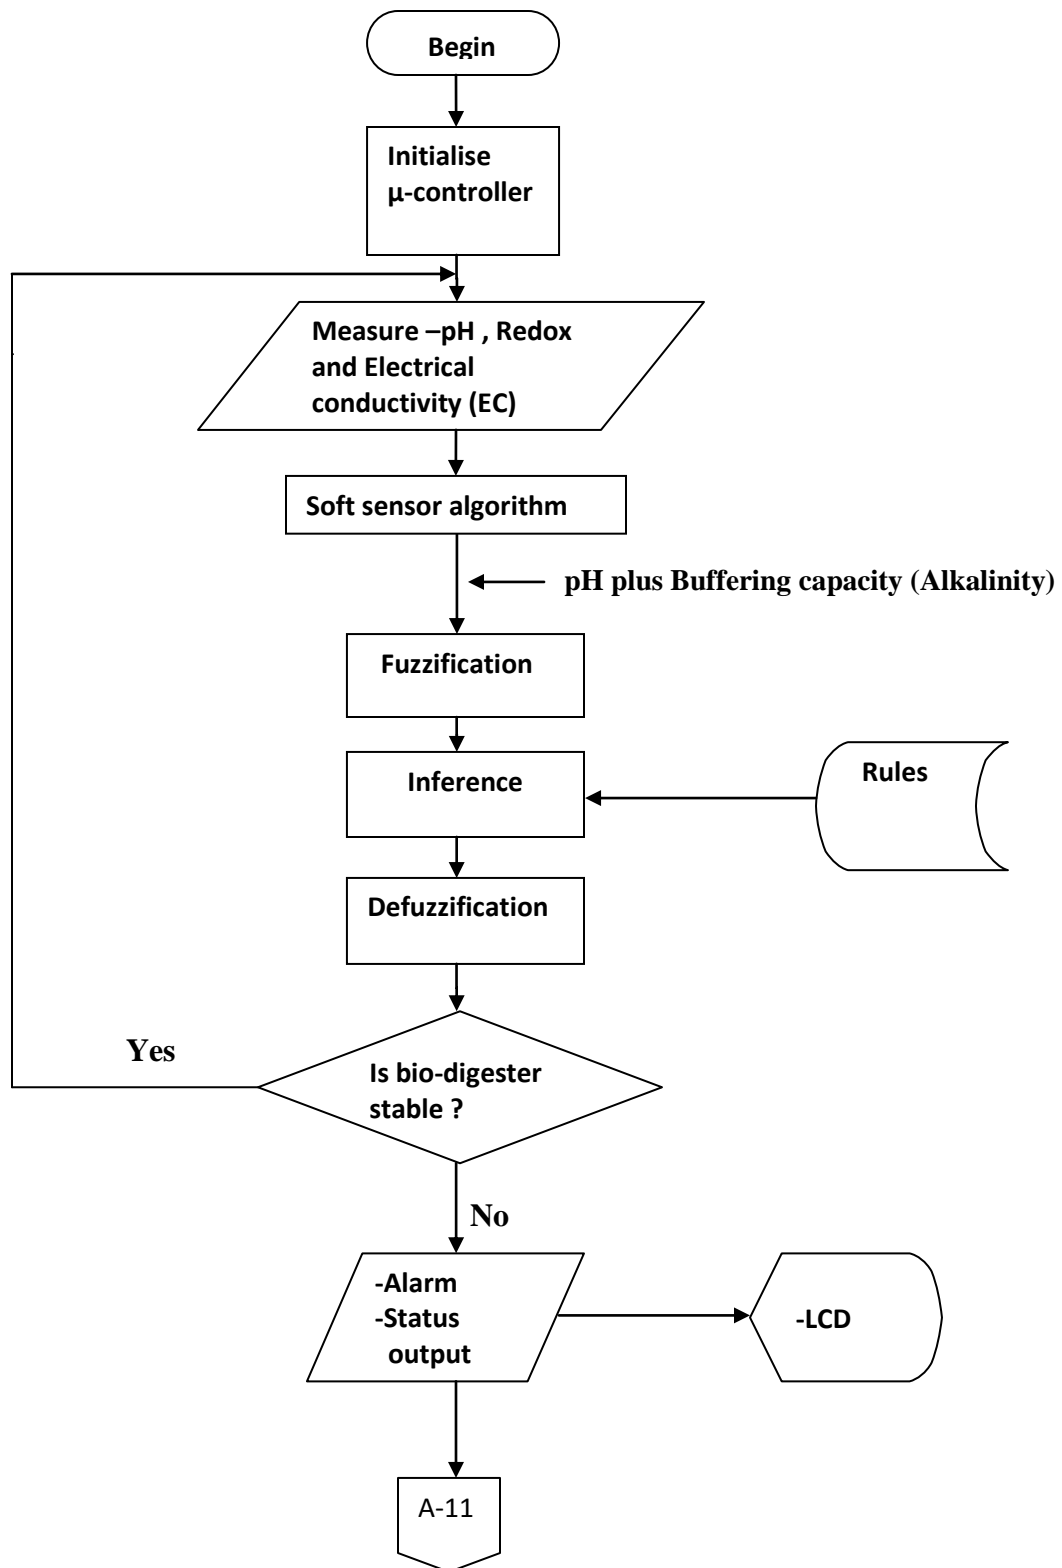 Begin
Initialise
µ-controller
Measure –pH , Redox
and Electrical
conductivity (EC)
Soft sensor algorithm
pH plus Buffering capacity (Alkalinity)
Fuzzification
Inference
Rules
Defuzzification
Yes
Is bio-digester
stable ?
No
-Alarm
-Status
output
-LCD
A-11